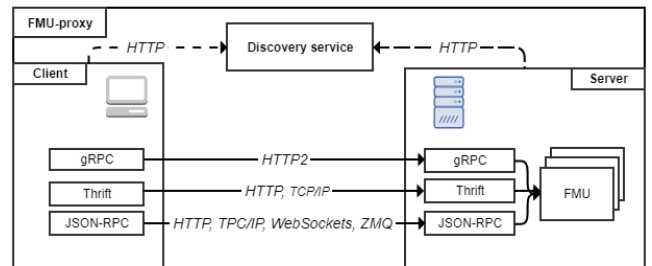 FMU-proxy
HTTP
Discovery service
HTTP
Client
Server
gRPC
HTTP2
gRPC
Thrift
HTTP, TCP/IP
Thrift
FMU
JSON-RPC
HTTP, TPC/IP, WebSockets, ZMQ
JSON-RPC